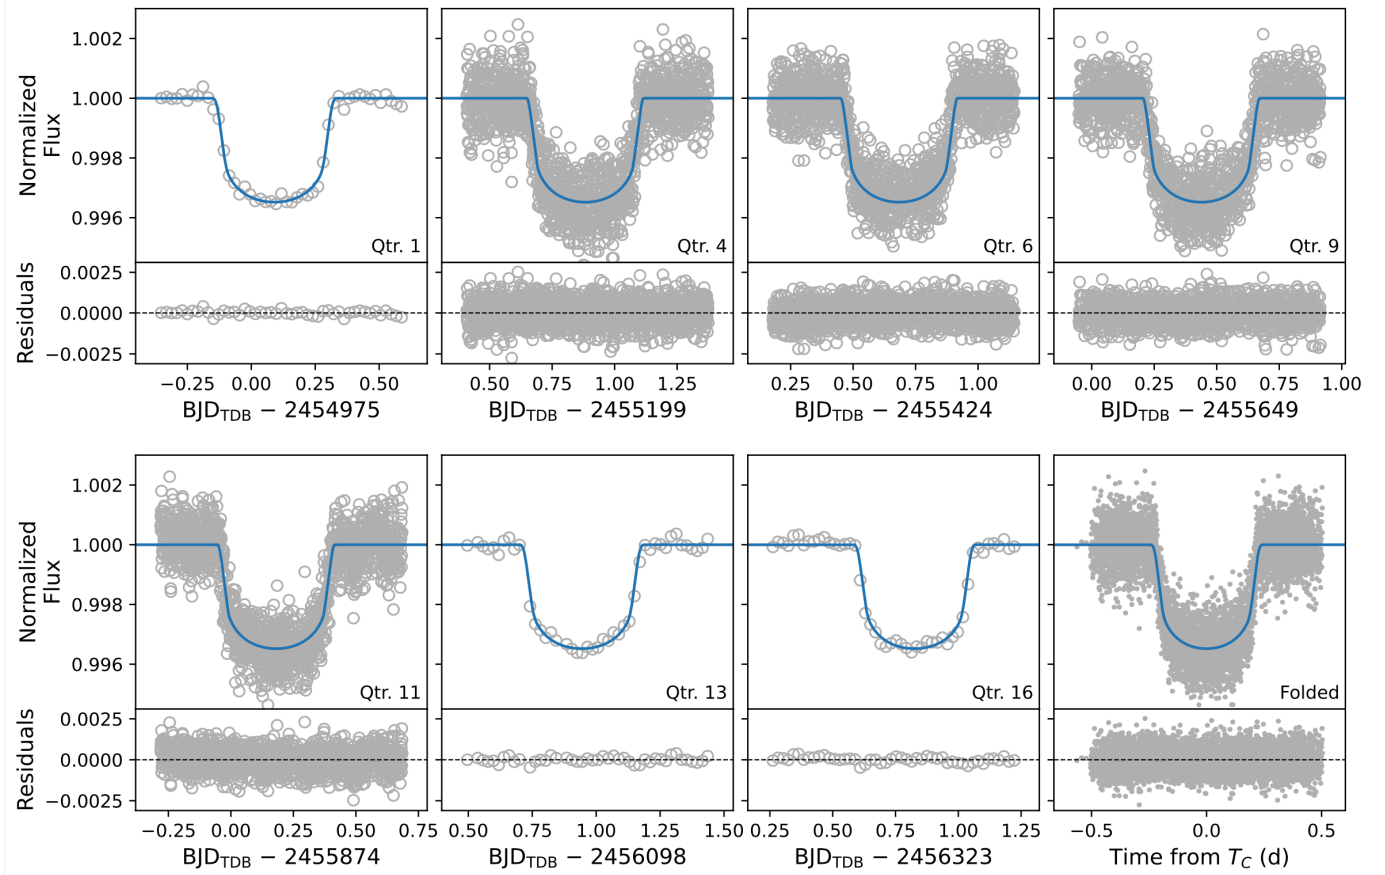 Normalized Flux
1.002
1.000
0.998
0.996
Qtr. 1
Qtr. 4
Qtr. 6
Qtr. 9
Residuals
0.0025
0.0000
−0.0025
−0.25 0.00 0.25 0.50
0.50 0.75 1.00 1.25
0.25 0.50 0.75 1.00
0.00 0.25 0.50 0.75 1.00
BJD_TDB − 2454975
BJD_TDB − 2455199
BJD_TDB − 2455424
BJD_TDB − 2455649
Normalized Flux
1.002
1.000
0.998
0.996
Qtr. 11
Qtr. 13
Qtr. 16
Folded
Residuals
0.0025
0.0000
−0.0025
−0.25 0.00 0.25 0.50 0.75
0.50 0.75 1.00 1.25 1.50
0.25 0.50 0.75 1.00 1.25
−0.5 0.0 0.5
BJD_TDB − 2455874
BJD_TDB − 2456098
BJD_TDB − 2456323
Time from T_C (d)